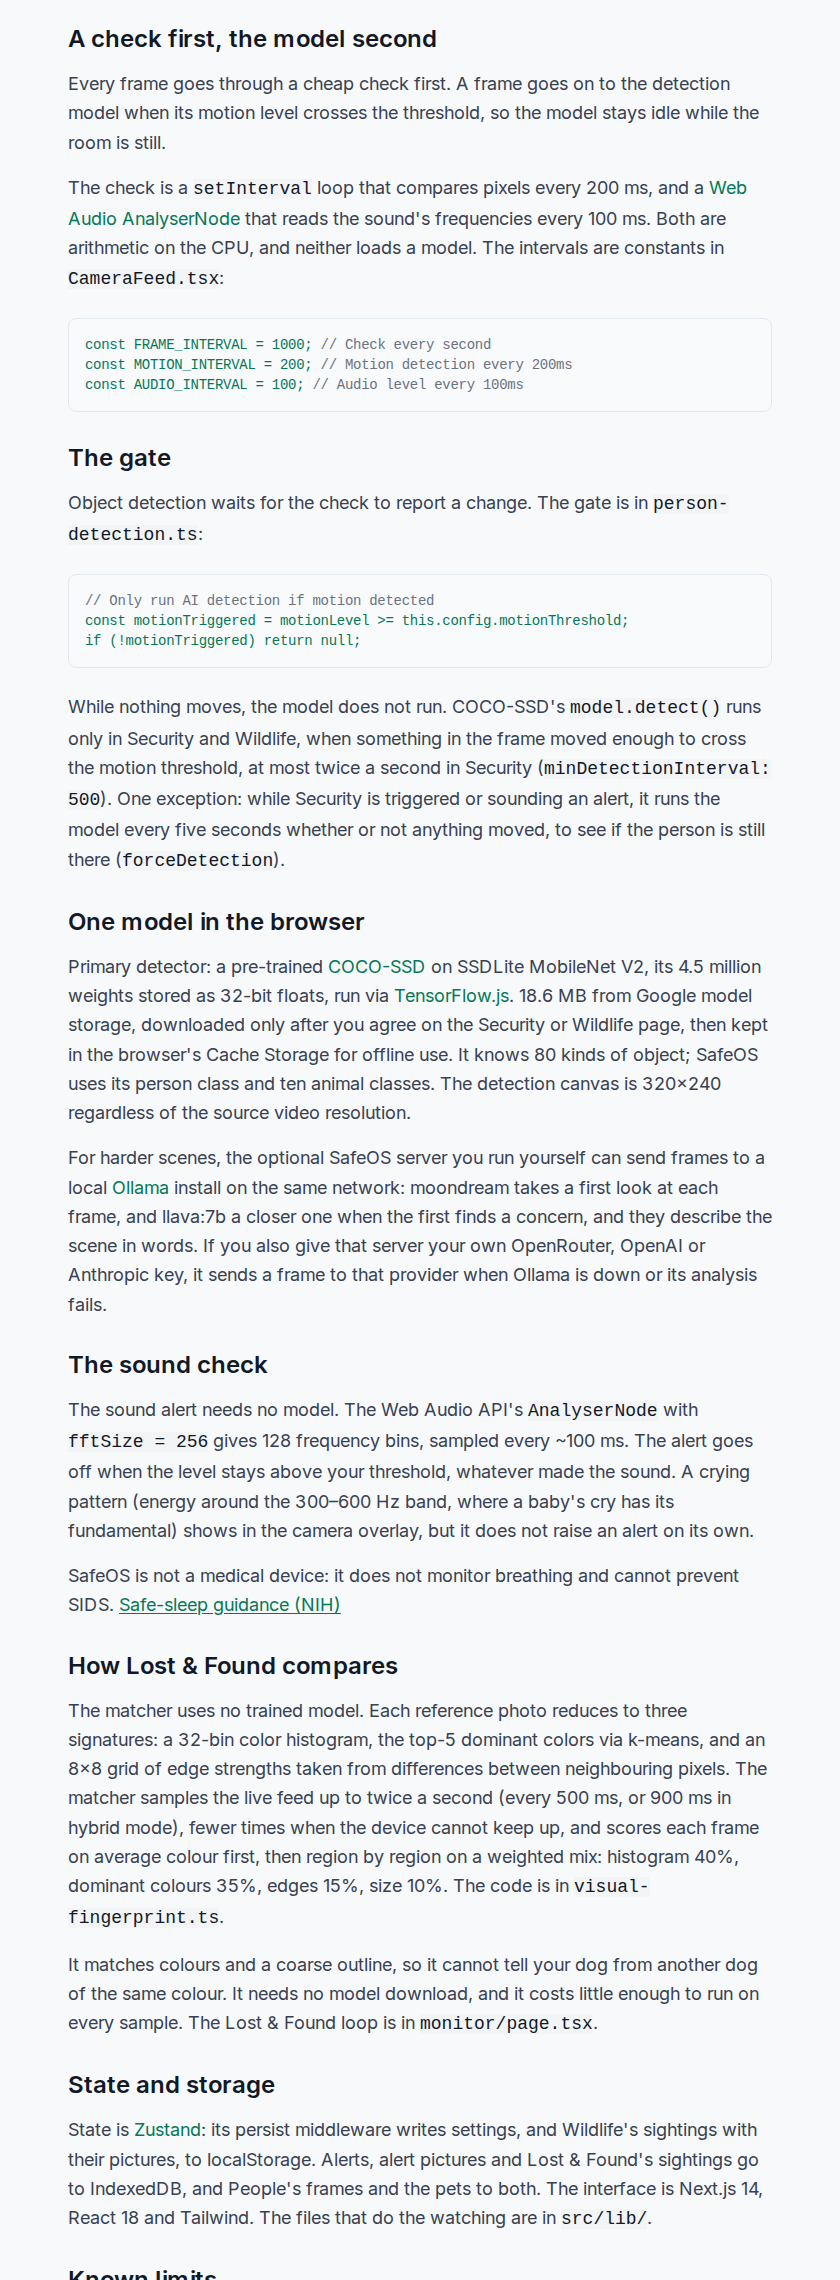 A check first, the model second
Every frame goes through a cheap check first. A frame goes on to the detection
model when its motion level crosses the threshold, so the model stays idle while the
room is still.
The check is a setInterval loop that compares pixels every 200 ms, and a Web
Audio AnalyserNode that reads the sound's frequencies every 100 ms. Both are
arithmetic on the CPU, and neither loads a model. The intervals are constants in
CameraFeed.tsx:
const FRAME_INTERVAL = 1000; // Check every second
const MOTION_INTERVAL = 200; // Motion detection every 200ms
const AUDIO_INTERVAL = 100; // Audio level every 100ms
The gate
Object detection waits for the check to report a change. The gate is in person-
detection.ts:
// Only run AI detection if motion detected
const motionTriggered = motionLevel >= this.config.motionThreshold;
if (!motionTriggered) return null;
While nothing moves, the model does not run. COCO-SSD's model.detect() runs
only in Security and Wildlife, when something in the frame moved enough to cross
the motion threshold, at most twice a second in Security (minDetectionInterval:
500). One exception: while Security is triggered or sounding an alert, it runs the
model every five seconds whether or not anything moved, to see if the person is still
there (forceDetection).
One model in the browser
Primary detector: a pre-trained COCO-SSD on SSDLite MobileNet V2, its 4.5 million
weights stored as 32-bit floats, run via TensorFlow.js. 18.6 MB from Google model
storage, downloaded only after you agree on the Security or Wildlife page, then kept
in the browser's Cache Storage for offline use. It knows 80 kinds of object; SafeOS
uses its person class and ten animal classes. The detection canvas is 320×240
regardless of the source video resolution.
For harder scenes, the optional SafeOS server you run yourself can send frames to a
local Ollama install on the same network: moondream takes a first look at each
frame, and llava:7b a closer one when the first finds a concern, and they describe the
scene in words. If you also give that server your own OpenRouter, OpenAI or
Anthropic key, it sends a frame to that provider when Ollama is down or its analysis
fails.
The sound check
The sound alert needs no model. The Web Audio API's AnalyserNode with
fftSize = 256 gives 128 frequency bins, sampled every ~100 ms. The alert goes
off when the level stays above your threshold, whatever made the sound. A crying
pattern (energy around the 300–600 Hz band, where a baby's cry has its
fundamental) shows in the camera overlay, but it does not raise an alert on its own.
SafeOS is not a medical device: it does not monitor breathing and cannot prevent
SIDS. Safe-sleep guidance (NIH)
How Lost & Found compares
The matcher uses no trained model. Each reference photo reduces to three
signatures: a 32-bin color histogram, the top-5 dominant colors via k-means, and an
8×8 grid of edge strengths taken from differences between neighbouring pixels. The
matcher samples the live feed up to twice a second (every 500 ms, or 900 ms in
hybrid mode), fewer times when the device cannot keep up, and scores each frame
on average colour first, then region by region on a weighted mix: histogram 40%,
dominant colours 35%, edges 15%, size 10%. The code is in visual-
fingerprint.ts.
It matches colours and a coarse outline, so it cannot tell your dog from another dog
of the same colour. It needs no model download, and it costs little enough to run on
every sample. The Lost & Found loop is in monitor/page.tsx.
State and storage
State is Zustand: its persist middleware writes settings, and Wildlife's sightings with
their pictures, to localStorage. Alerts, alert pictures and Lost & Found's sightings go
to IndexedDB, and People's frames and the pets to both. The interface is Next.js 14,
React 18 and Tailwind. The files that do the watching are in src/lib/.
Known limits